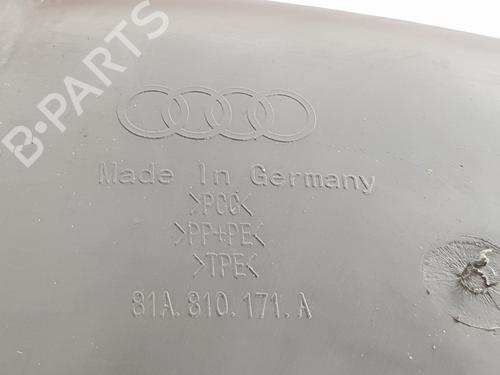 B-PARTS
Made In Germany
>PCC<
>PP+PE<
>TPE<
81A.810.171.A